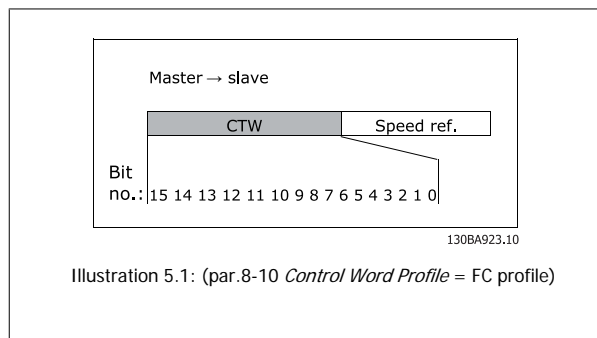 Master → slave
CTW
Speed ref.
Bit
no.: 15 14 13 12 11 10 9 8 7 6 5 4 3 2 1 0
130BA923.10
Illustration 5.1: (par.8-10 Control Word Profile = FC profile)